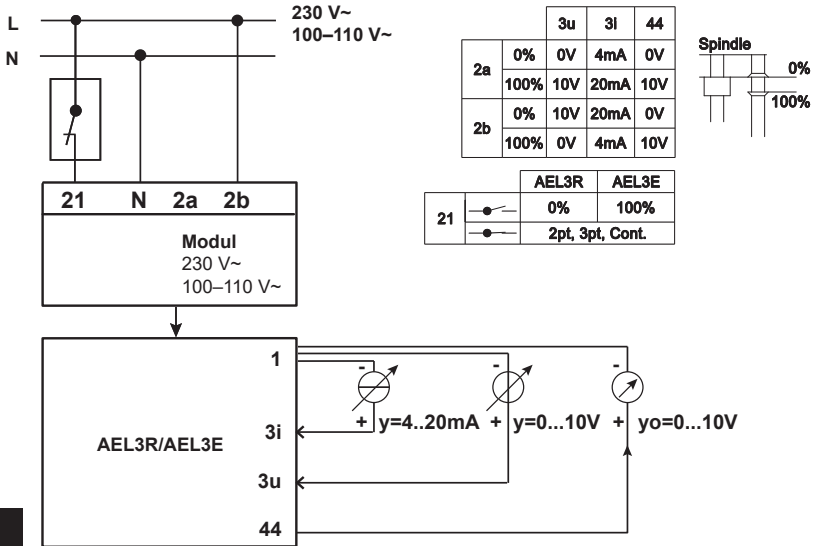 L
N
230 V~
100–110 V~
21 N 2a 2b
Modul
230 V~
100–110 V~
3u 3i 44
2a 0% 0V 4mA 0V
100% 10V 20mA 10V
2b 0% 10V 20mA 0V
100% 0V 4mA 10V
Spindle
0%
100%
AEL3R AEL3E
21 0% 100%
2pt, 3pt, Cont.
AEL3R/AEL3E
1
3i
3u
44
- - -
+ y=4..20mA + y=0...10V + yo=0...10V